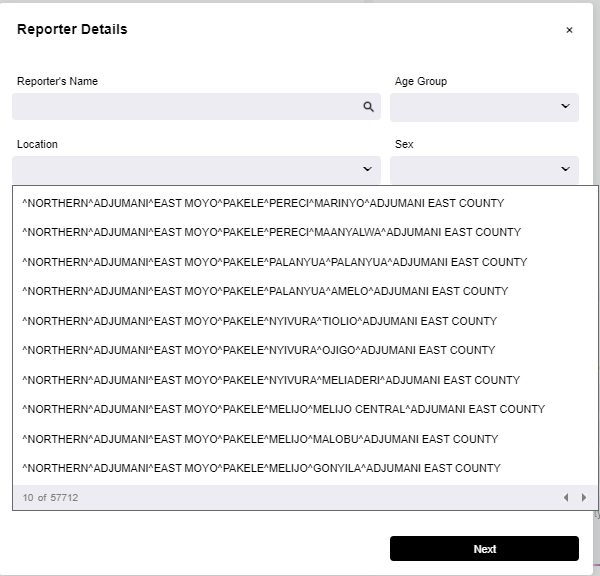 Reporter Details
×
Reporter's Name
Age Group
Location
Sex
^NORTHERN^ADJUMANI^EAST MOYO^PAKELE^PERECI^MARINYO^ADJUMANI EAST COUNTY
^NORTHERN^ADJUMANI^EAST MOYO^PAKELE^PERECI^MAANYALWA^ADJUMANI EAST COUNTY
^NORTHERN^ADJUMANI^EAST MOYO^PAKELE^PALANYUA^PALANYUA^ADJUMANI EAST COUNTY
^NORTHERN^ADJUMANI^EAST MOYO^PAKELE^PALANYUA^AMELO^ADJUMANI EAST COUNTY
^NORTHERN^ADJUMANI^EAST MOYO^PAKELE^NYIVURA^TIOLIO^ADJUMANI EAST COUNTY
^NORTHERN^ADJUMANI^EAST MOYO^PAKELE^NYIVURA^OJIGO^ADJUMANI EAST COUNTY
^NORTHERN^ADJUMANI^EAST MOYO^PAKELE^NYIVURA^MELIADERI^ADJUMANI EAST COUNTY
^NORTHERN^ADJUMANI^EAST MOYO^PAKELE^MELIJO^MELIJO CENTRAL^ADJUMANI EAST COUNTY
^NORTHERN^ADJUMANI^EAST MOYO^PAKELE^MELIJO^MALOBU^ADJUMANI EAST COUNTY
^NORTHERN^ADJUMANI^EAST MOYO^PAKELE^MELIJO^GONYILA^ADJUMANI EAST COUNTY
10 of 57712
Next